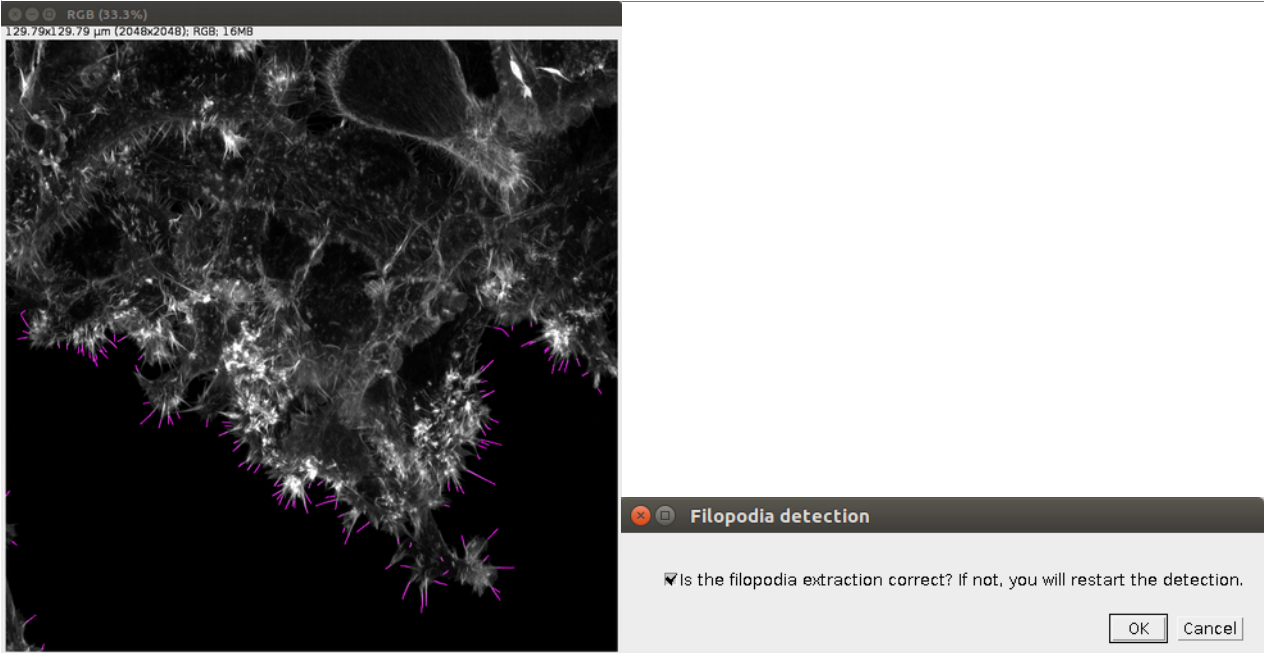 RGB (33.3%)
129.79x129.79 µm (2048x2048); RGB; 16MB
Filopodia detection
Is the filopodia extraction correct? If not, you will restart the detection.
OK
Cancel